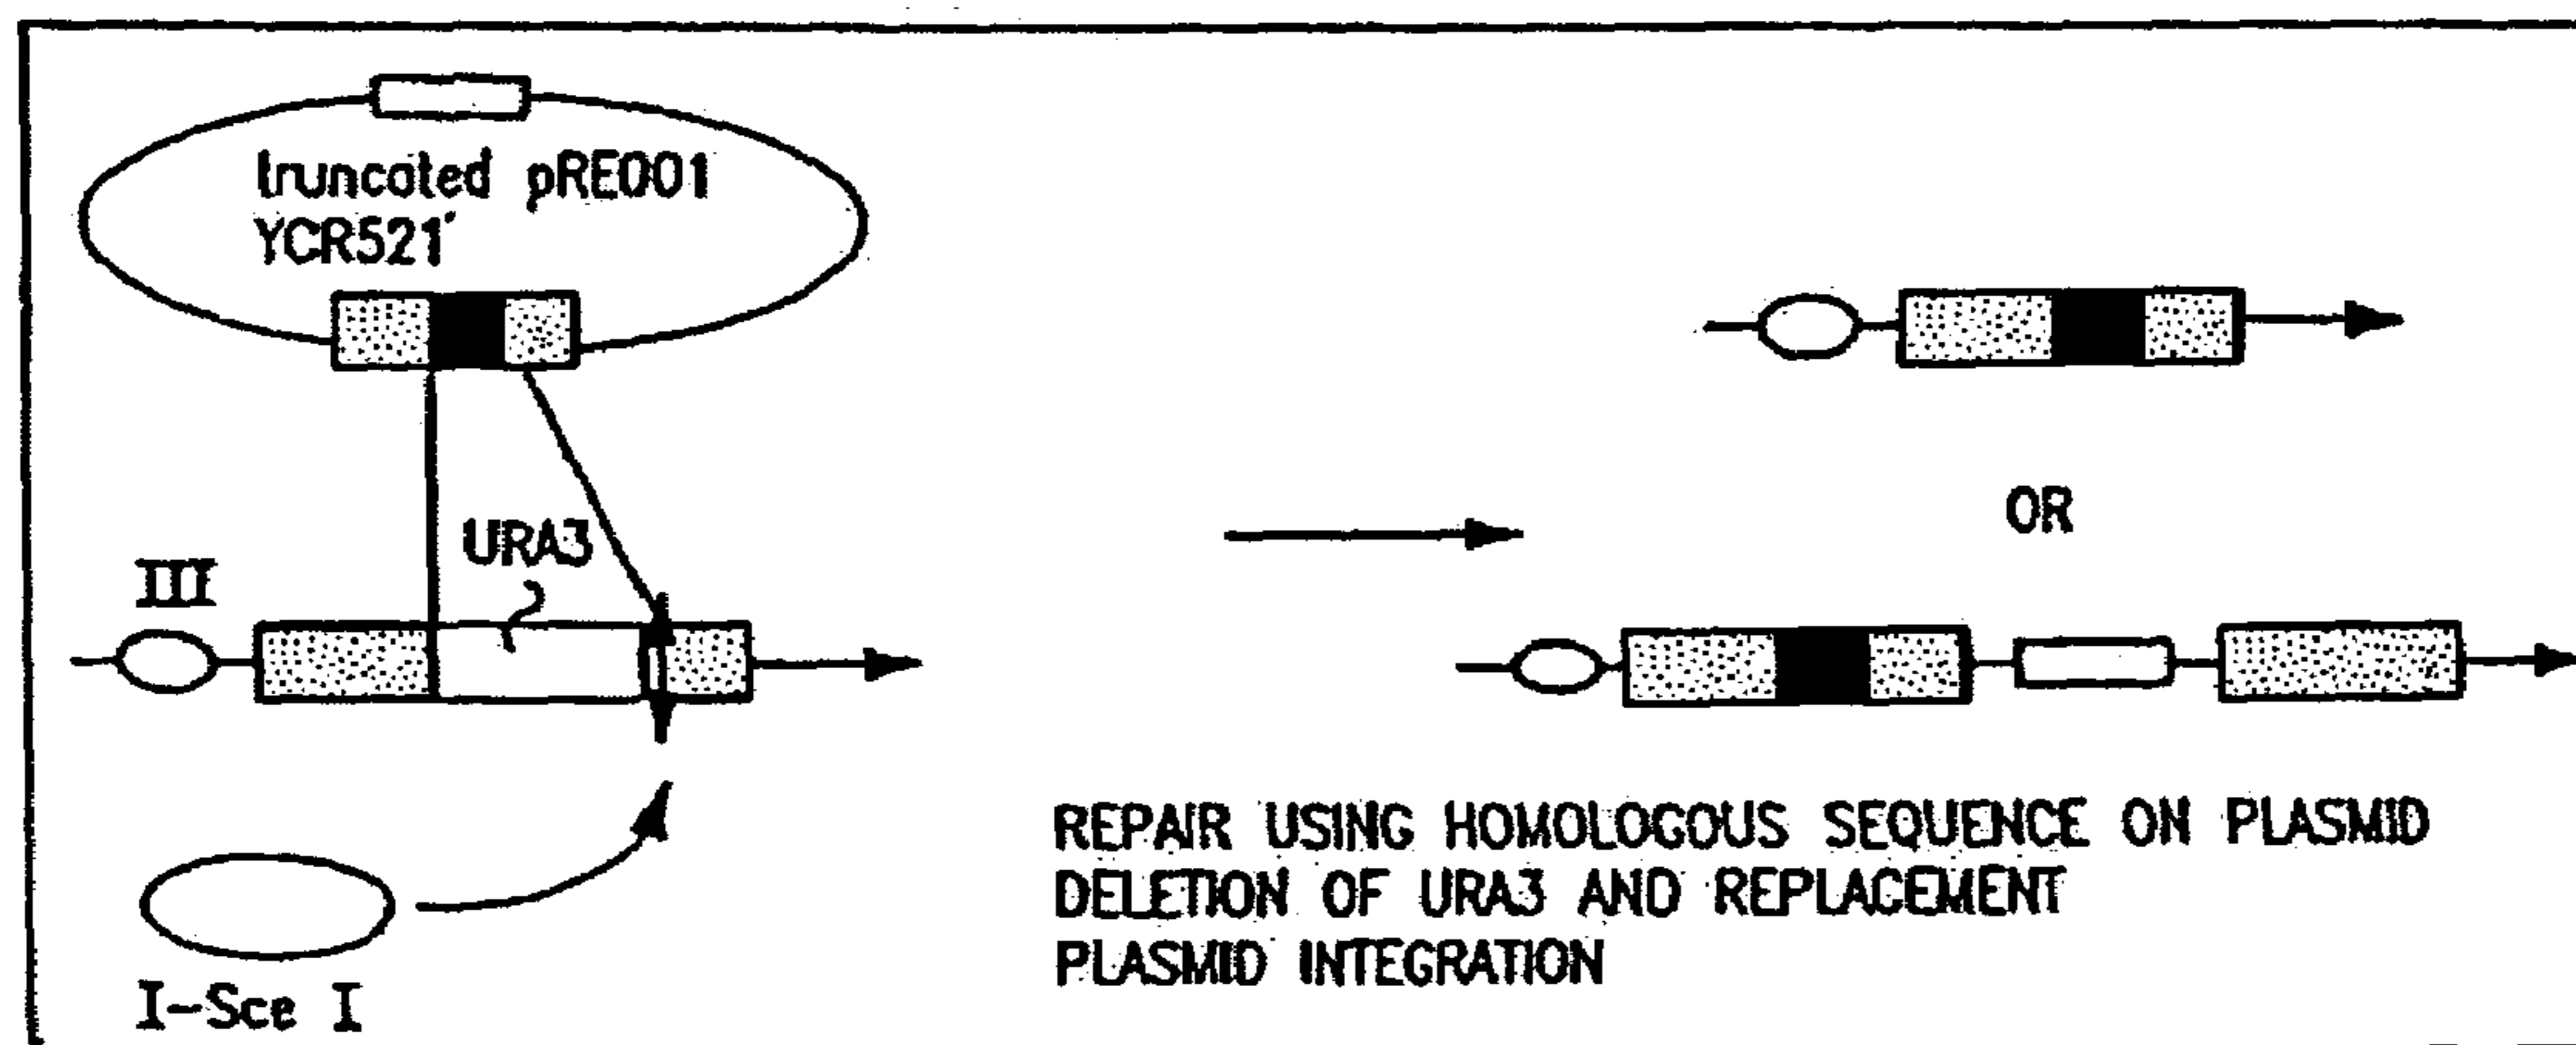 truncated pRE001
YCR521'
URA3
III
I-Sce I
OR
REPAIR USING HOMOLOGOUS SEQUENCE ON PLASMID
DELETION OF URA3 AND REPLACEMENT
PLASMID INTEGRATION